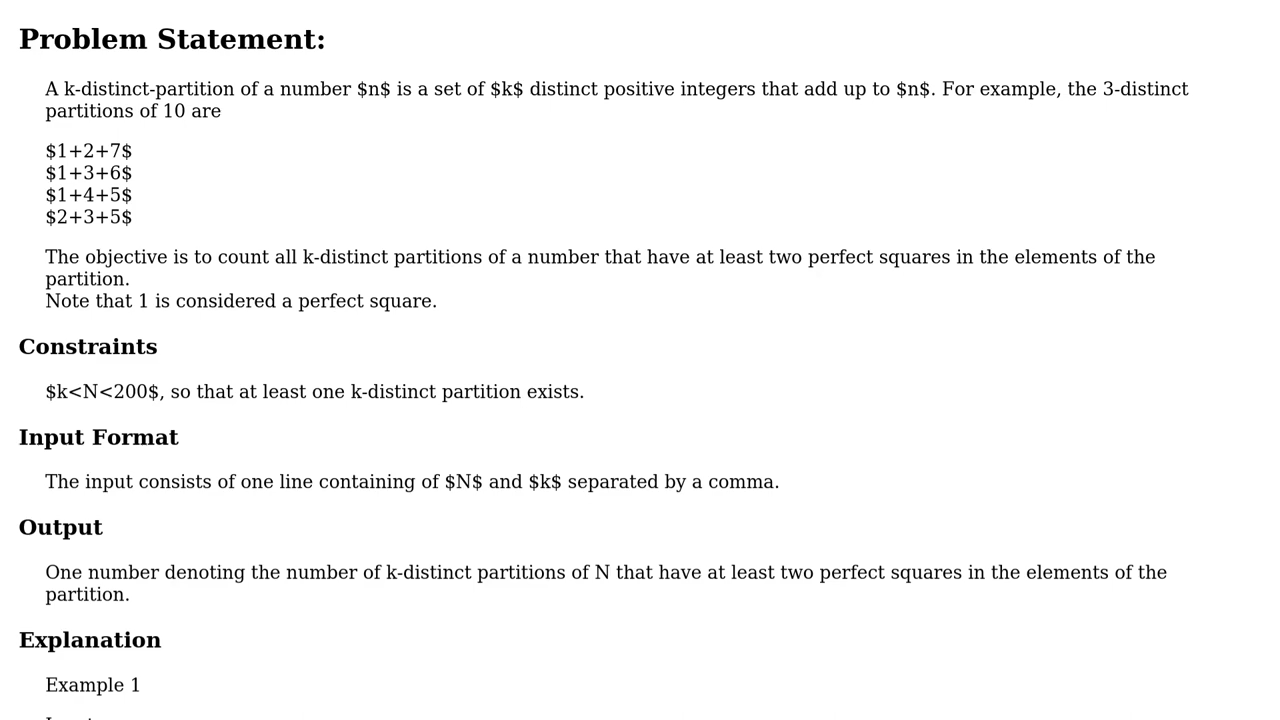 Problem Statement:
A k-distinct-partition of a number $n$ is a set of $k$ distinct positive integers that add up to $n$. For example, the 3-distinct
partitions of 10 are
$1+2+7$
$1+3+6$
$1+4+5$
$2+3+5$
The objective is to count all k-distinct partitions of a number that have at least two perfect squares in the elements of the
partition.
Note that 1 is considered a perfect square.
Constraints
$k<N<200$, so that at least one k-distinct partition exists.
Input Format
The input consists of one line containing of $N$ and $k$ separated by a comma.
Output
One number denoting the number of k-distinct partitions of N that have at least two perfect squares in the elements of the
partition.
Explanation
Example 1